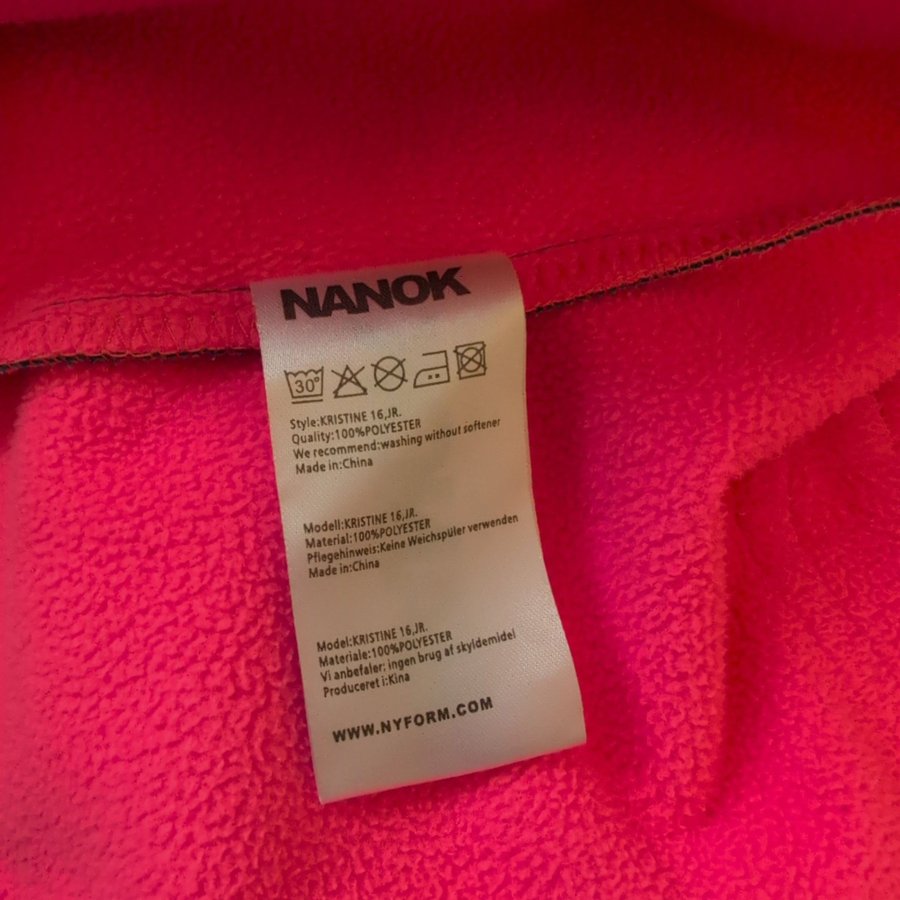 NANOK
30°
Style:KRISTINE 16,JR.
Quality:100%POLYESTER
We recommend:washing without softener
Made in:China
Modell:KRISTINE 16,JR.
Material:100%POLYESTER
Pflegehinweis:Keine Weichspüler verwenden
Made in:China
Model:KRISTINE 16,JR.
Materiale:100%POLYESTER
Vi anbefaler: ingen brug af skyldemidel
Produceret i:Kina
WWW.NYFORM.COM